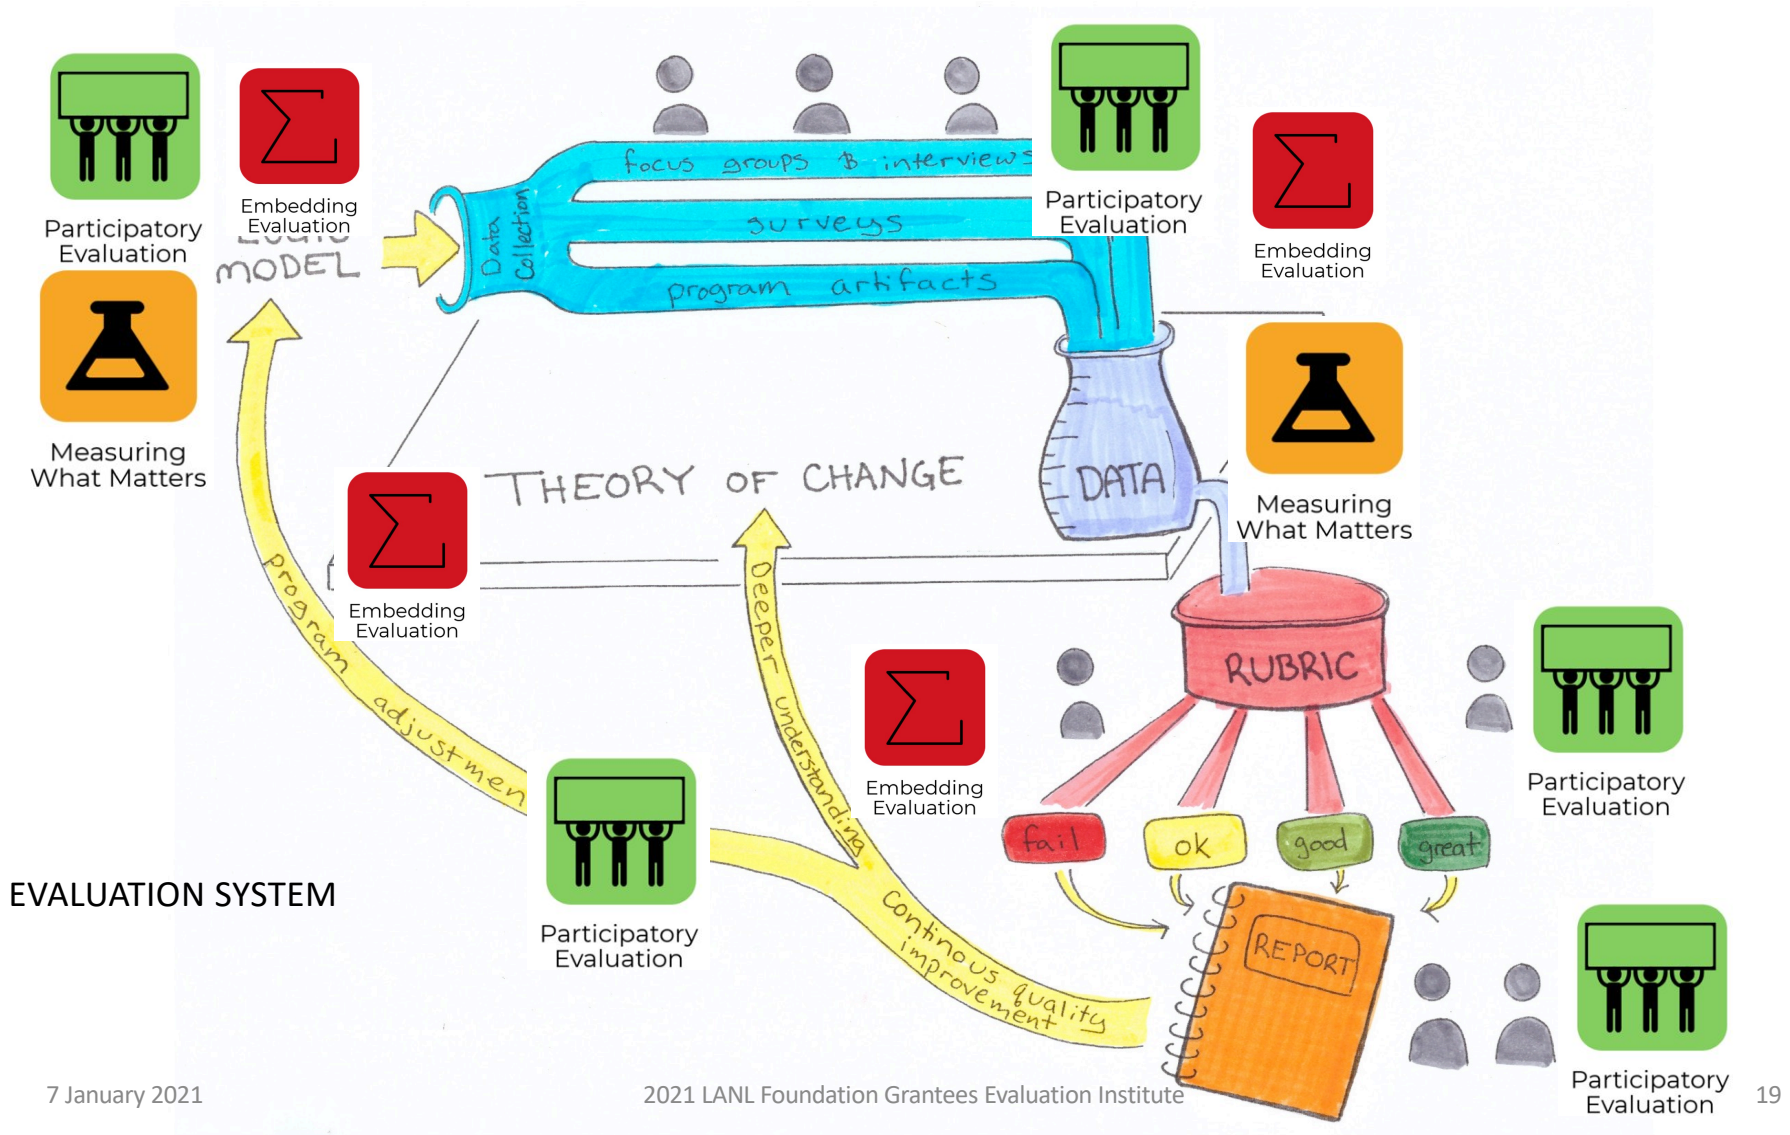 Participatory
Evaluation
Embedding
Evaluation
LOGIC
MODEL
Measuring
What Matters
Data
Collection
focus groups & interviews
surveys
program artifacts
Participatory
Evaluation
Embedding
Evaluation
Measuring
What Matters
THEORY OF CHANGE
DATA
Embedding
Evaluation
program adjustmen
Deeper understanding
RUBRIC
Embedding
Evaluation
Participatory
Evaluation
fail
ok
good
great
EVALUATION SYSTEM
Participatory
Evaluation
Continous quality
improvement
REPORT
Participatory
Evaluation
7 January 2021
2021 LANL Foundation Grantees Evaluation Institute
19